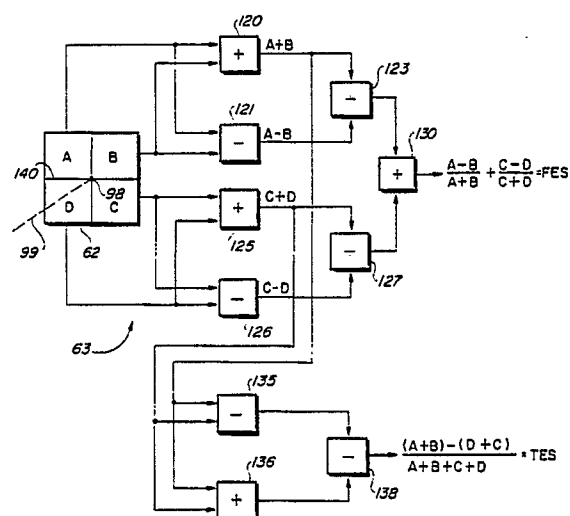 120
+
A+B
123
−
121
−
A−B
130
+
A−B/A+B + C−D/C+D =FES
A
B
140
98
D
C
99
62
+
C+D
125
−
127
−
C−D
126
63
135
−
−
138
(A+B)−(D+C)/A+B+C+D = TES
136
+